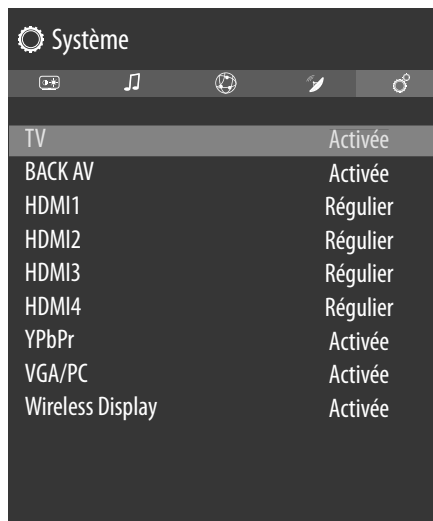 Système
TV Activée
BACK AV Activée
HDMI1 Régulier
HDMI2 Régulier
HDMI3 Régulier
HDMI4 Régulier
YPbPr Activée
VGA/PC Activée
Wireless Display Activée